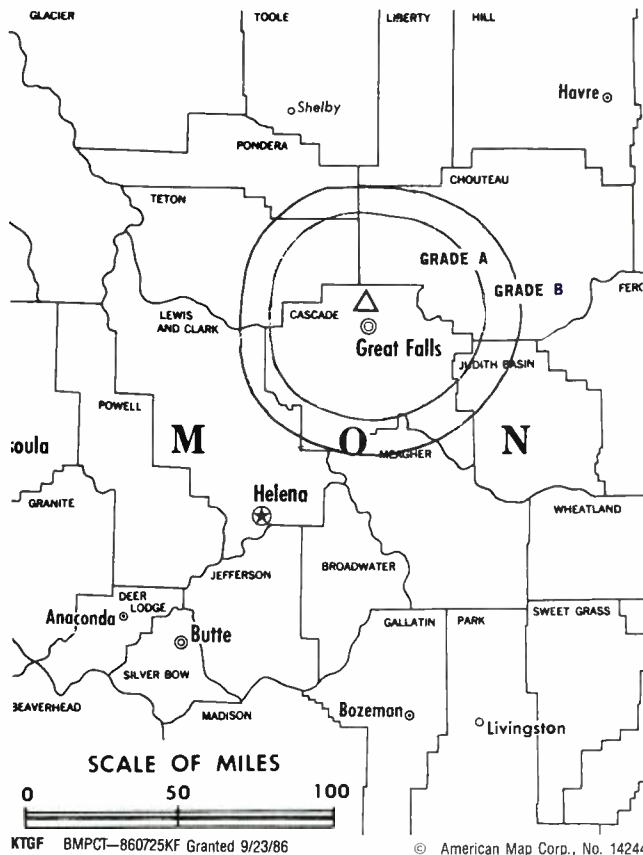 GLACIER
TOOLE
LIBERTY
HILL
Shelby
Havre
PONDERA
CHOUTEAU
TETON
GRADE A
GRADE B
FERG
LEWIS
AND CLARK
CASCADE
Great Falls
JUDITH BASIN
POWELL
M O N
soula
MEAGHER
GRANITE
Helena
WHEATLAND
JEFFERSON
BROADWATER
DEER
LODGE
Anaconda
Butte
GALLATIN
PARK
SWEET GRASS
SILVER BOW
BEAVERHEAD
MADISON
Bozeman
Livingston
SCALE OF MILES
0 50 100
KTGF BMPCT—860725KF Granted 9/23/86
© American Map Corp., No. 14244